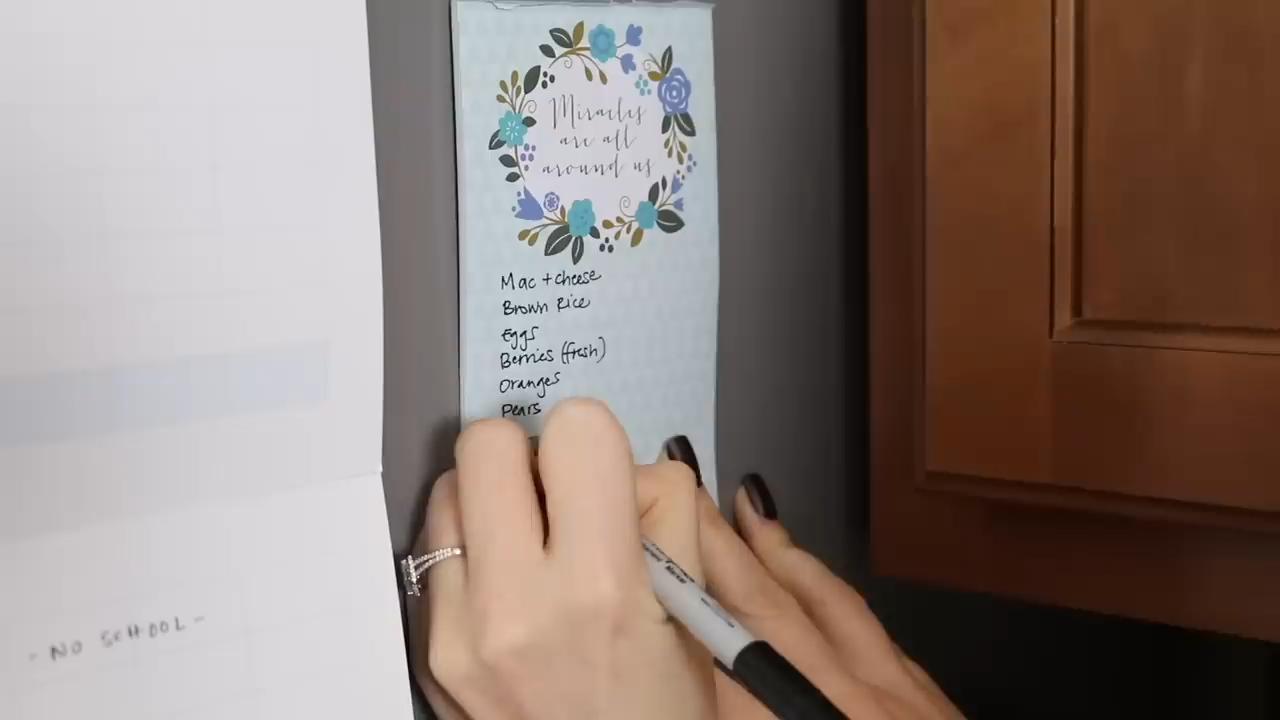 Miracles
are all
around us
Mac + cheese
Brown Rice
Eggs
Berries (fresh)
Oranges
Pears
- NO SCHOOL -